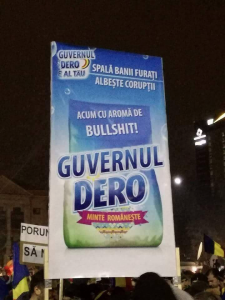 GUVERNUL
DERO
AL TĂU
SPALĂ BANII FURAȚI
ALBEȘTE CORUPȚII
ACUM CU AROMĂ DE
BULLSHIT!
GUVERNUL
DERO
MINTE ROMÂNEȘTE
PORUN
SĂ